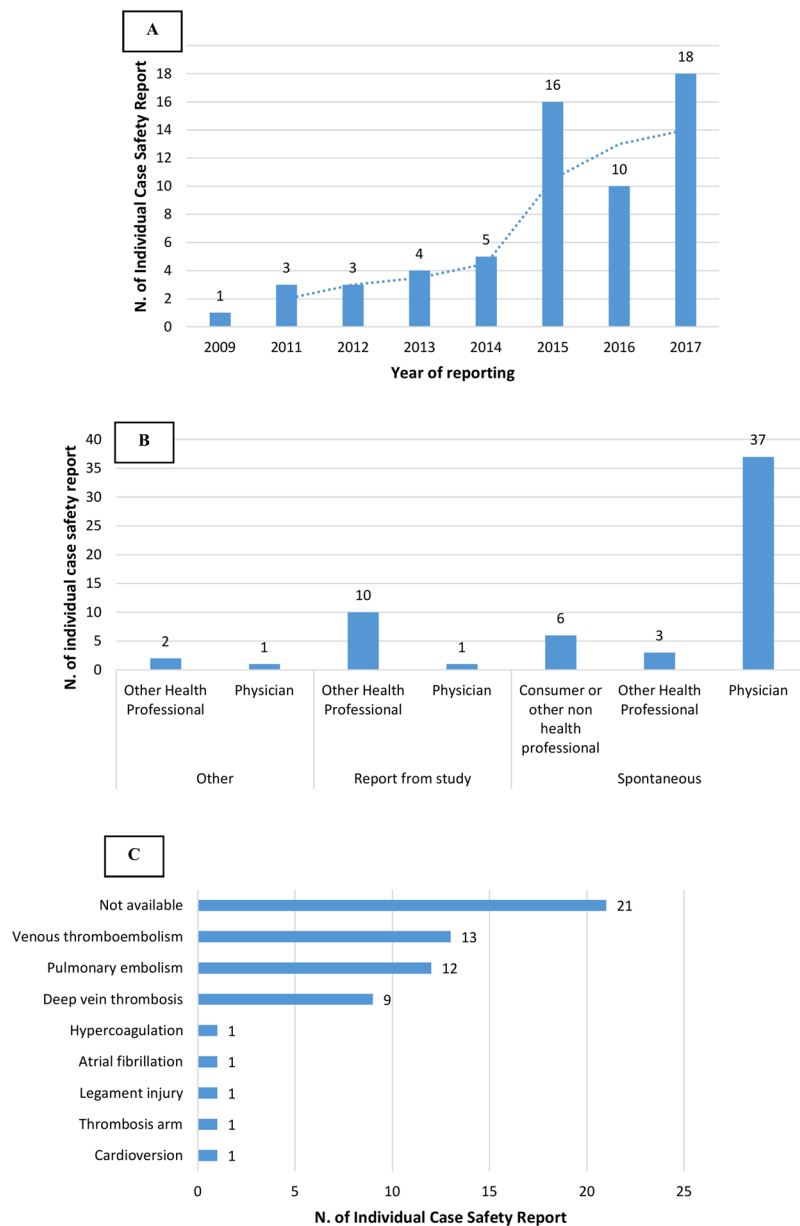 A
N. of Individual Case Safety Report
18
16
14
12
10
8
6
4
2
0
1
3
3
4
5
16
10
18
2009 2011 2012 2013 2014 2015 2016 2017
Year of reporting
B
N. of individual case safety report
40
35
30
25
20
15
10
5
0
2
1
10
1
6
3
37
Other Health
Professional
Physician
Other Health
Professional
Physician
Consumer or
other non
health
professional
Other Health
Professional
Physician
Other
Report from study
Spontaneous
C
Not available 21
Venous thromboembolism 13
Pulmonary embolism 12
Deep vein thrombosis 9
Hypercoagulation 1
Atrial fibrillation 1
Legament injury 1
Thrombosis arm 1
Cardioversion 1
0 5 10 15 20 25
N. of Individual Case Safety Report